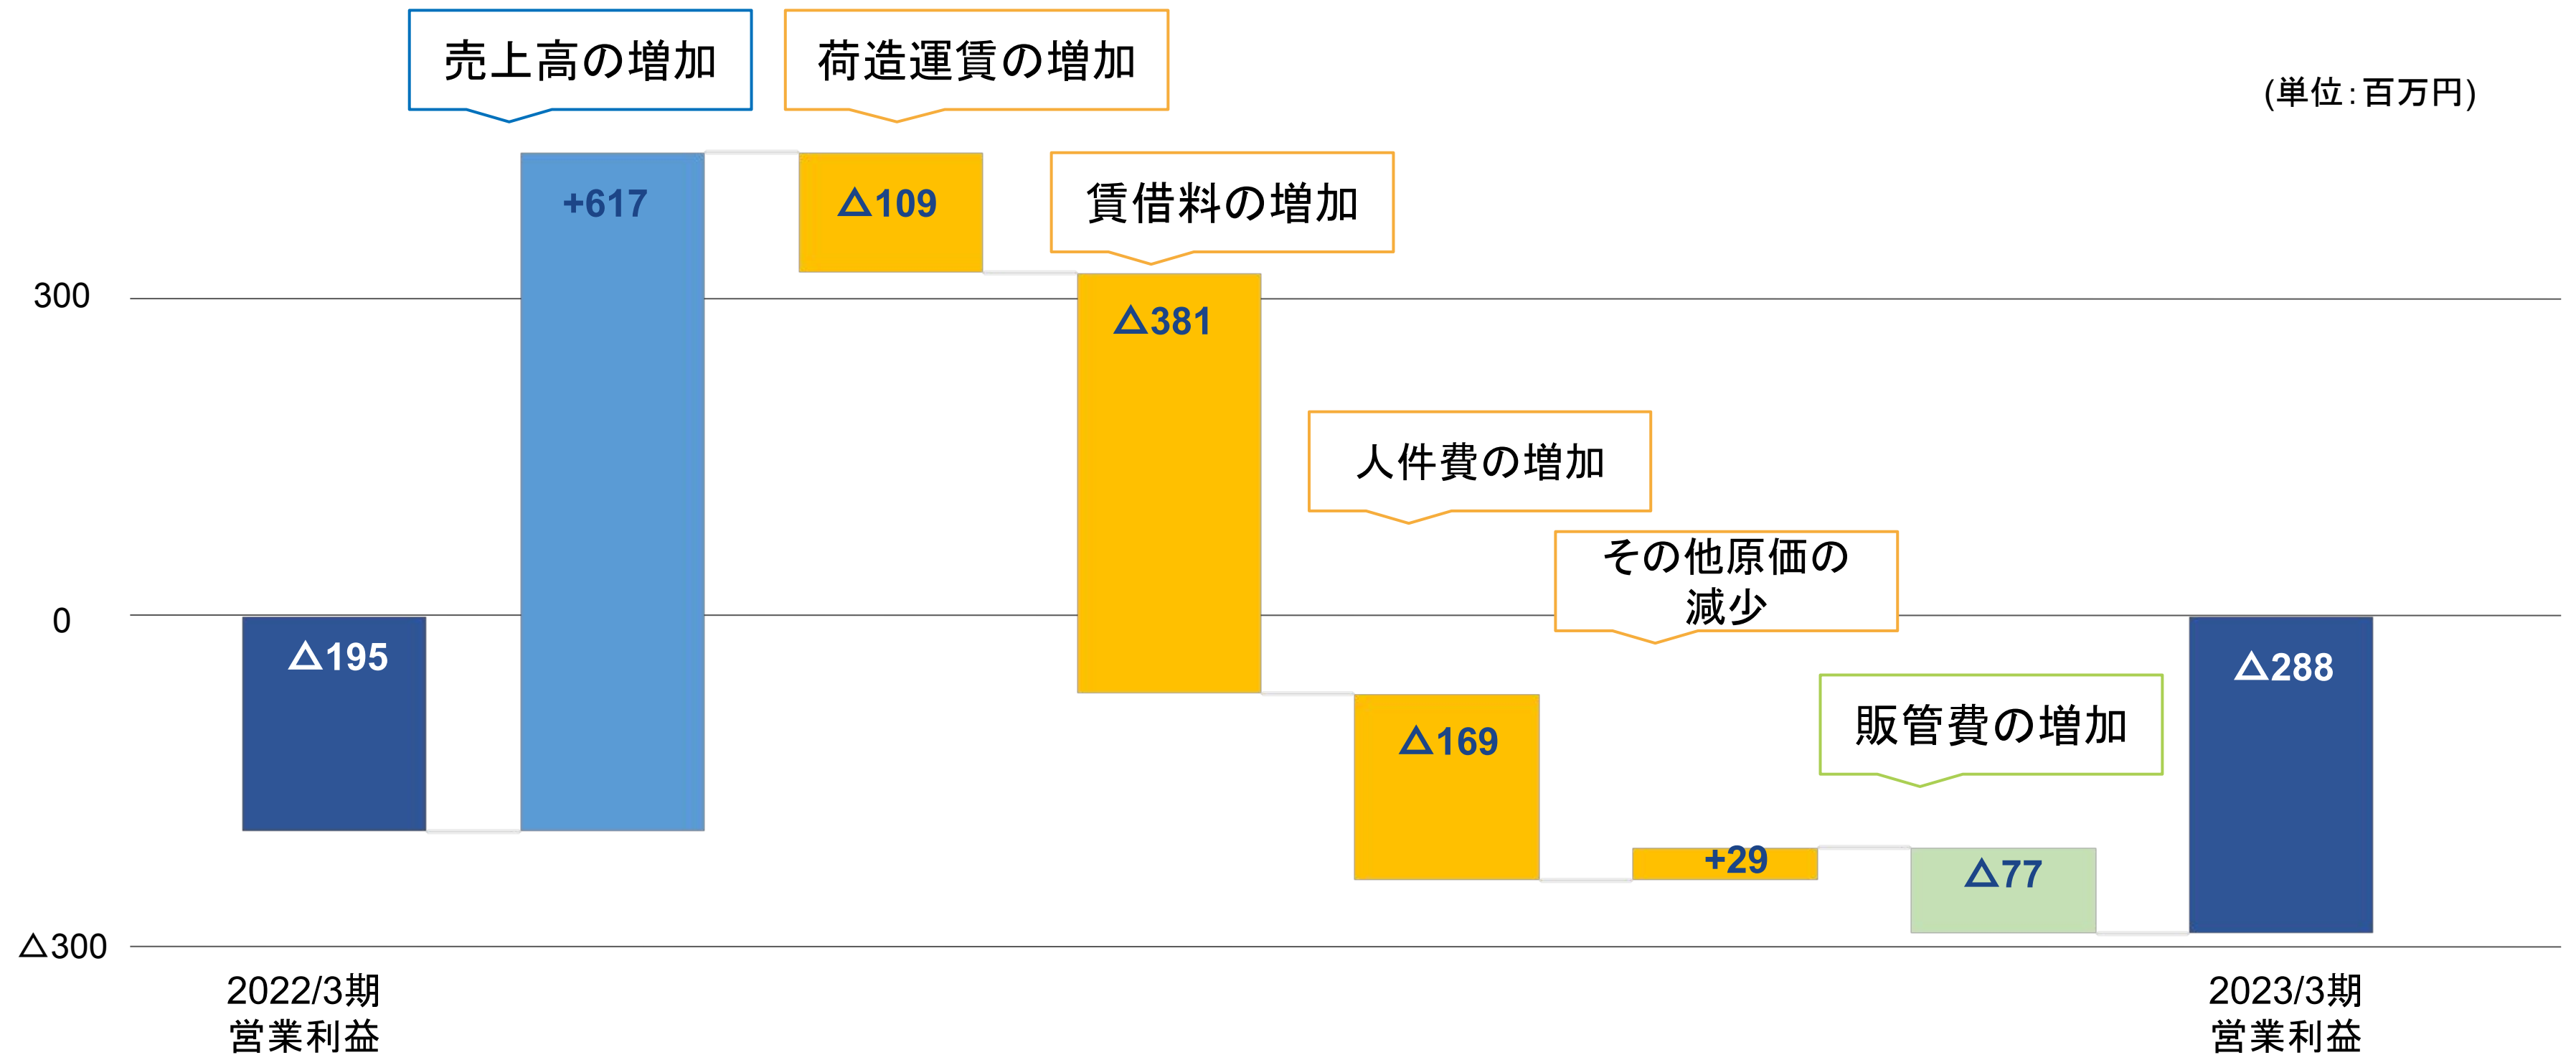 売上高の増加
荷造運賃の増加
(単位:百万円)
+617
△109
賃借料の増加
300
△381
人件費の増加
その他原価の
減少
0
△195
△288
販管費の増加
△169
+29
△77
△300
2022/3期
営業利益
2023/3期
営業利益